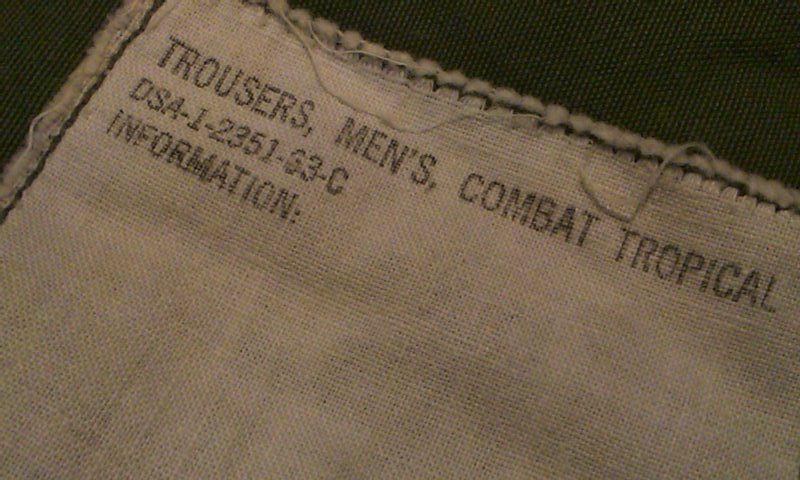 TROUSERS, MEN'S, COMBAT TROPICAL
DSA-1-2351-63-C
INFORMATION: